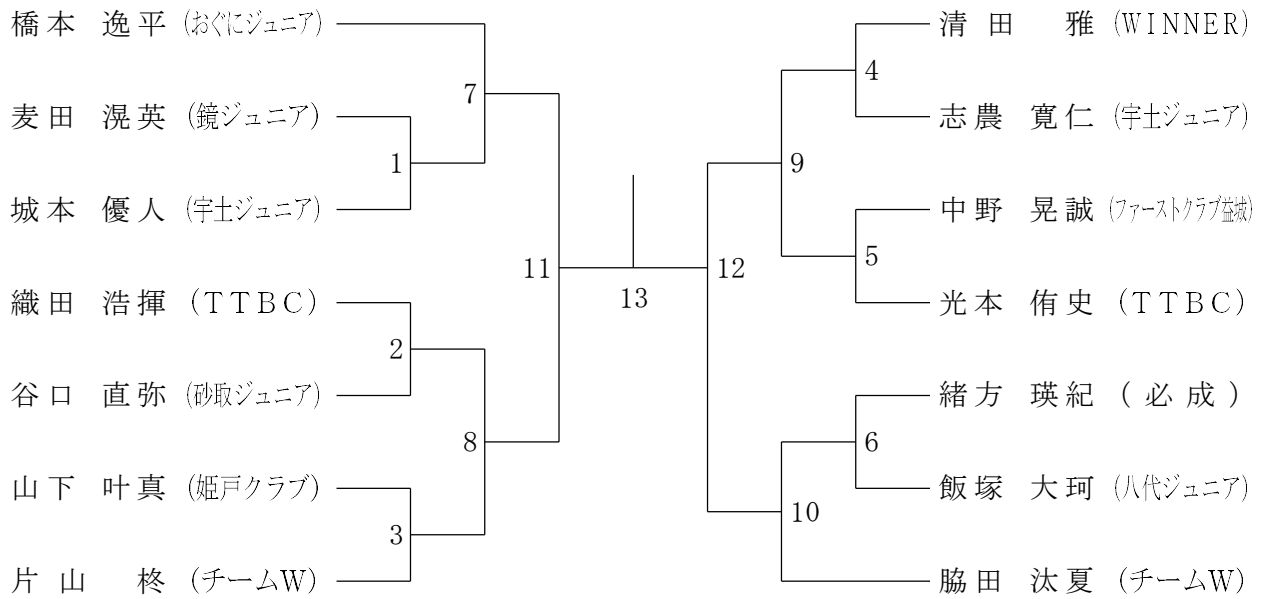 橋本 逸平 (おぐにジュニア)
7
麦田 滉英 (鏡ジュニア)
1
城本 優人 (宇土ジュニア)
11
織田 浩揮 (ＴＴＢＣ)
2
谷口 直弥 (砂取ジュニア)
8
山下 叶真 (姫戸クラブ)
3
片山 柊 (チームW)
13
清田 雅 (WINNER)
4
志農 寛仁 (宇土ジュニア)
9
中野 晃誠 (ファーストクラブ益城)
5
12
光本 侑史 (ＴＴＢＣ)
緒方 瑛紀 (必成)
6
飯塚 大珂 (八代ジュニア)
10
脇田 汰夏 (チームW)